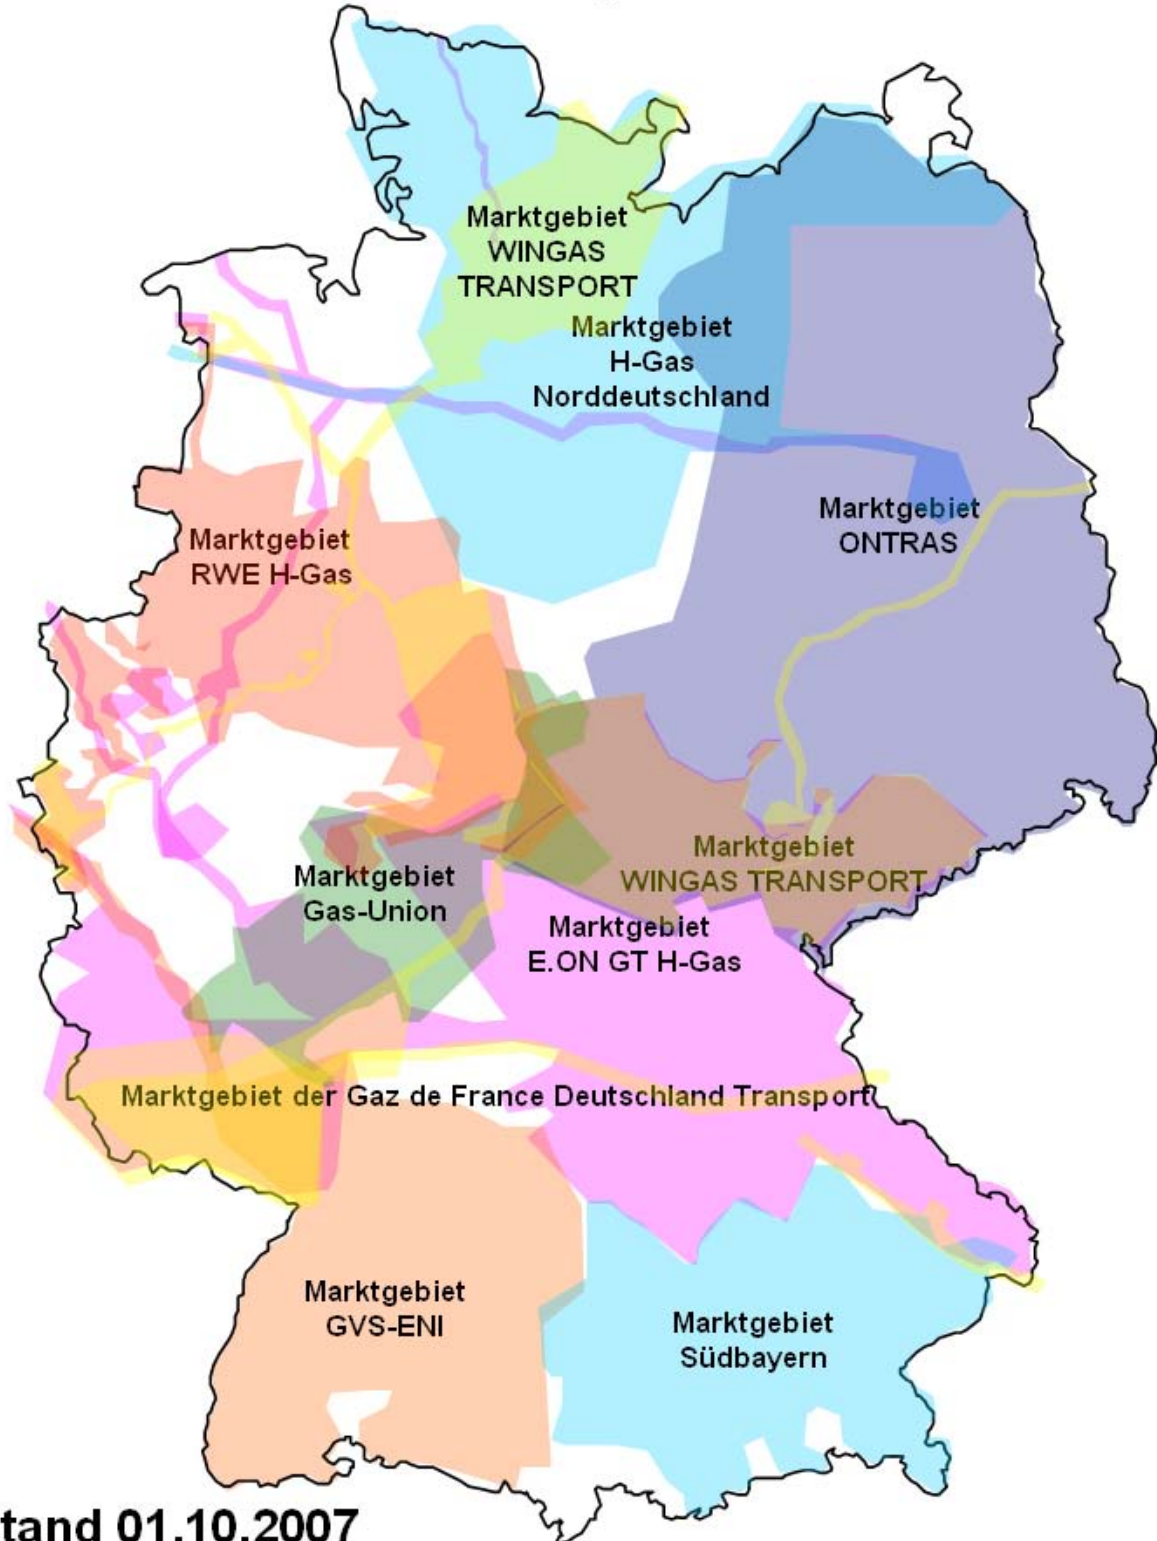 Marktgebiet
WINGAS
TRANSPORT
Marktgebiet
H-Gas
Norddeutschland
Marktgebiet
ONTRAS
Marktgebiet
RWE H-Gas
Marktgebiet
WINGAS TRANSPORT
Marktgebiet
Gas-Union
Marktgebiet
E.ON GT H-Gas
Marktgebiet der Gaz de France Deutschland Transport
Marktgebiet
GVS-ENI
Marktgebiet
Südbayern
tand 01.10.2007